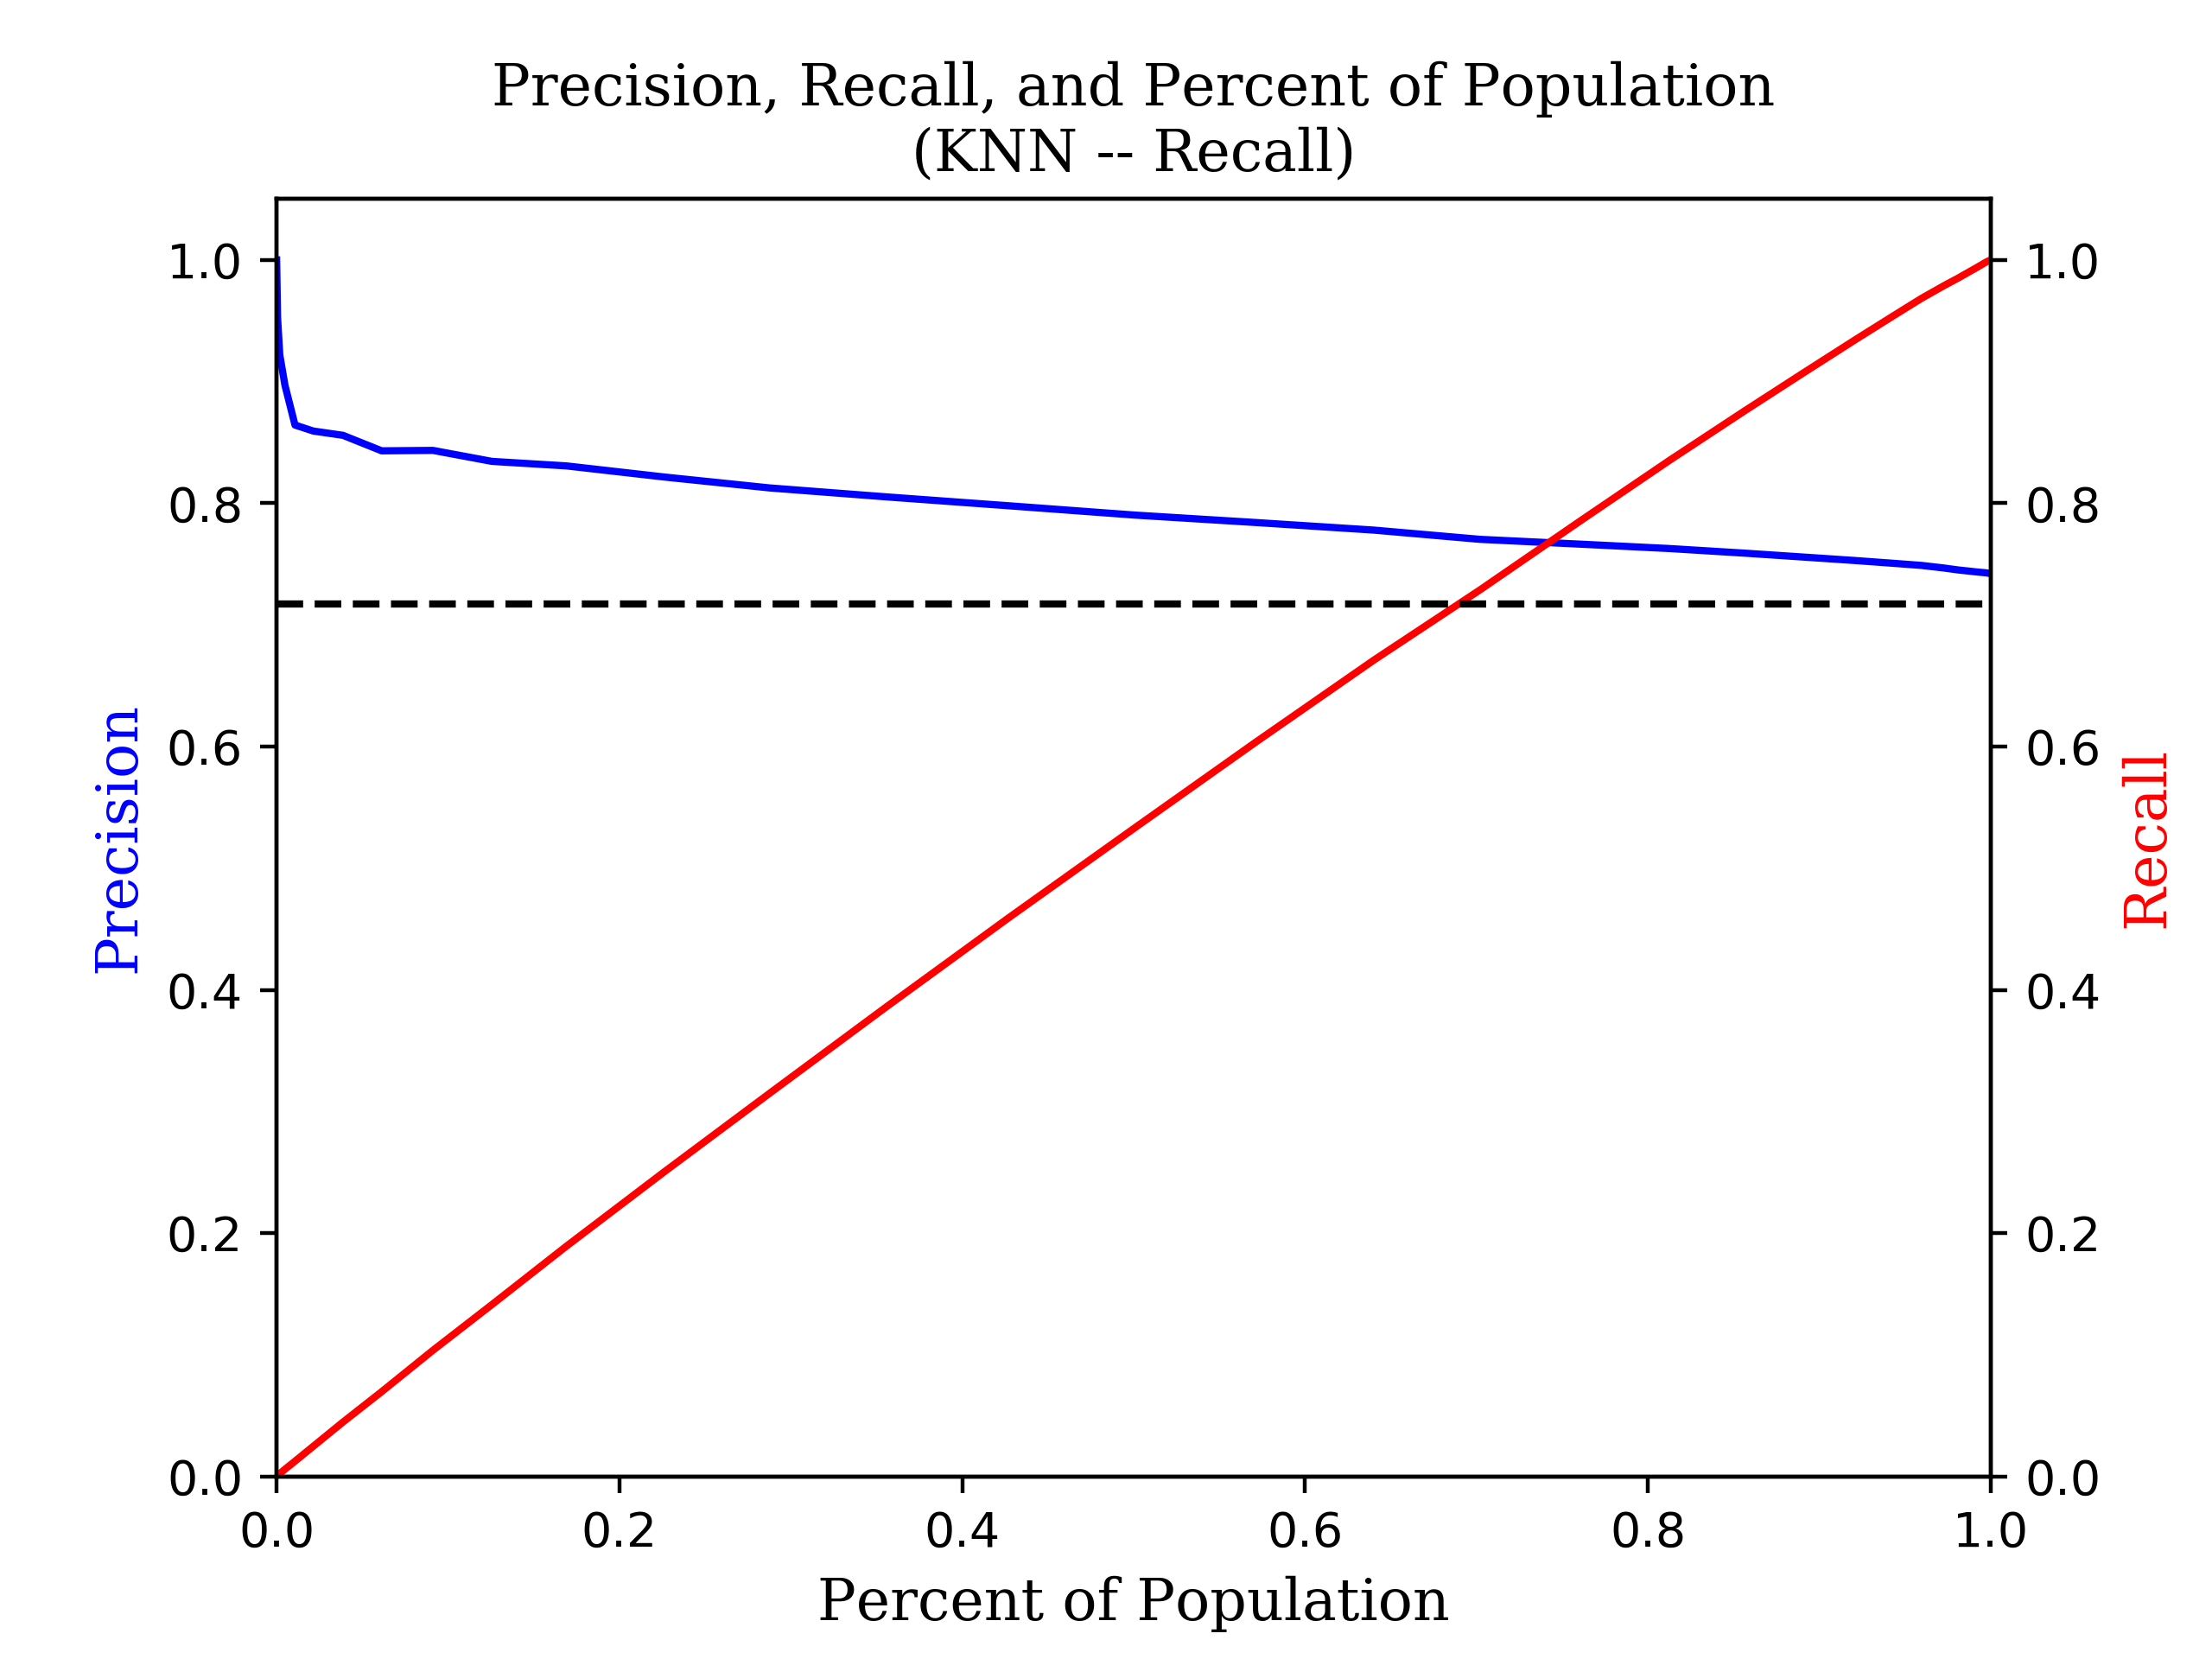 Precision, Recall, and Percent of Population
(KNN -- Recall)
1.0
0.8
0.6
0.4
0.2
0.0
Precision
1.0
0.8
0.6
0.4
0.2
0.0
Recall
0.0 0.2 0.4 0.6 0.8 1.0
Percent of Population